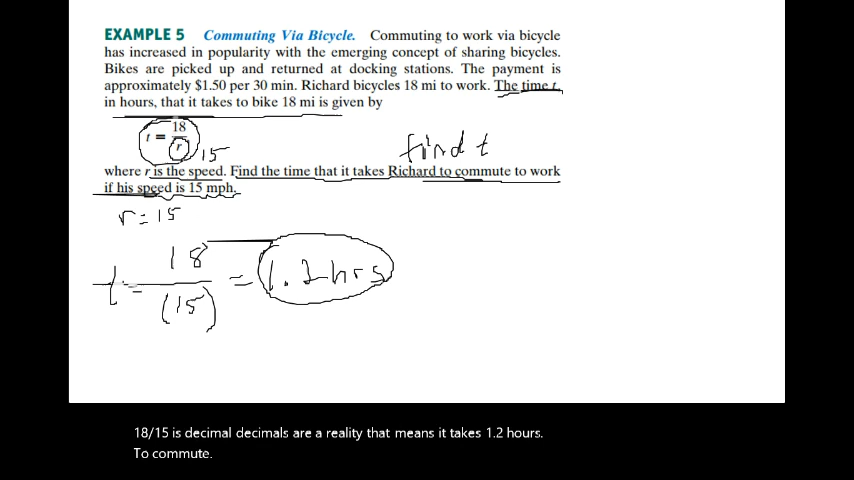 EXAMPLE 5 Commuting Via Bicycle. Commuting to work via bicycle
has increased in popularity with the emerging concept of sharing bicycles.
Bikes are picked up and returned at docking stations. The payment is
approximately $1.50 per 30 min. Richard bicycles 18 mi to work. The time t,
in hours, that it takes to bike 18 mi is given by
t = 18/r 15
find t
where r is the speed. Find the time that it takes Richard to commute to work
if his speed is 15 mph.
r = 15
t = 18/(15) = 1.2 hrs
18/15 is decimal decimals are a reality that means it takes 1.2 hours.
To commute.